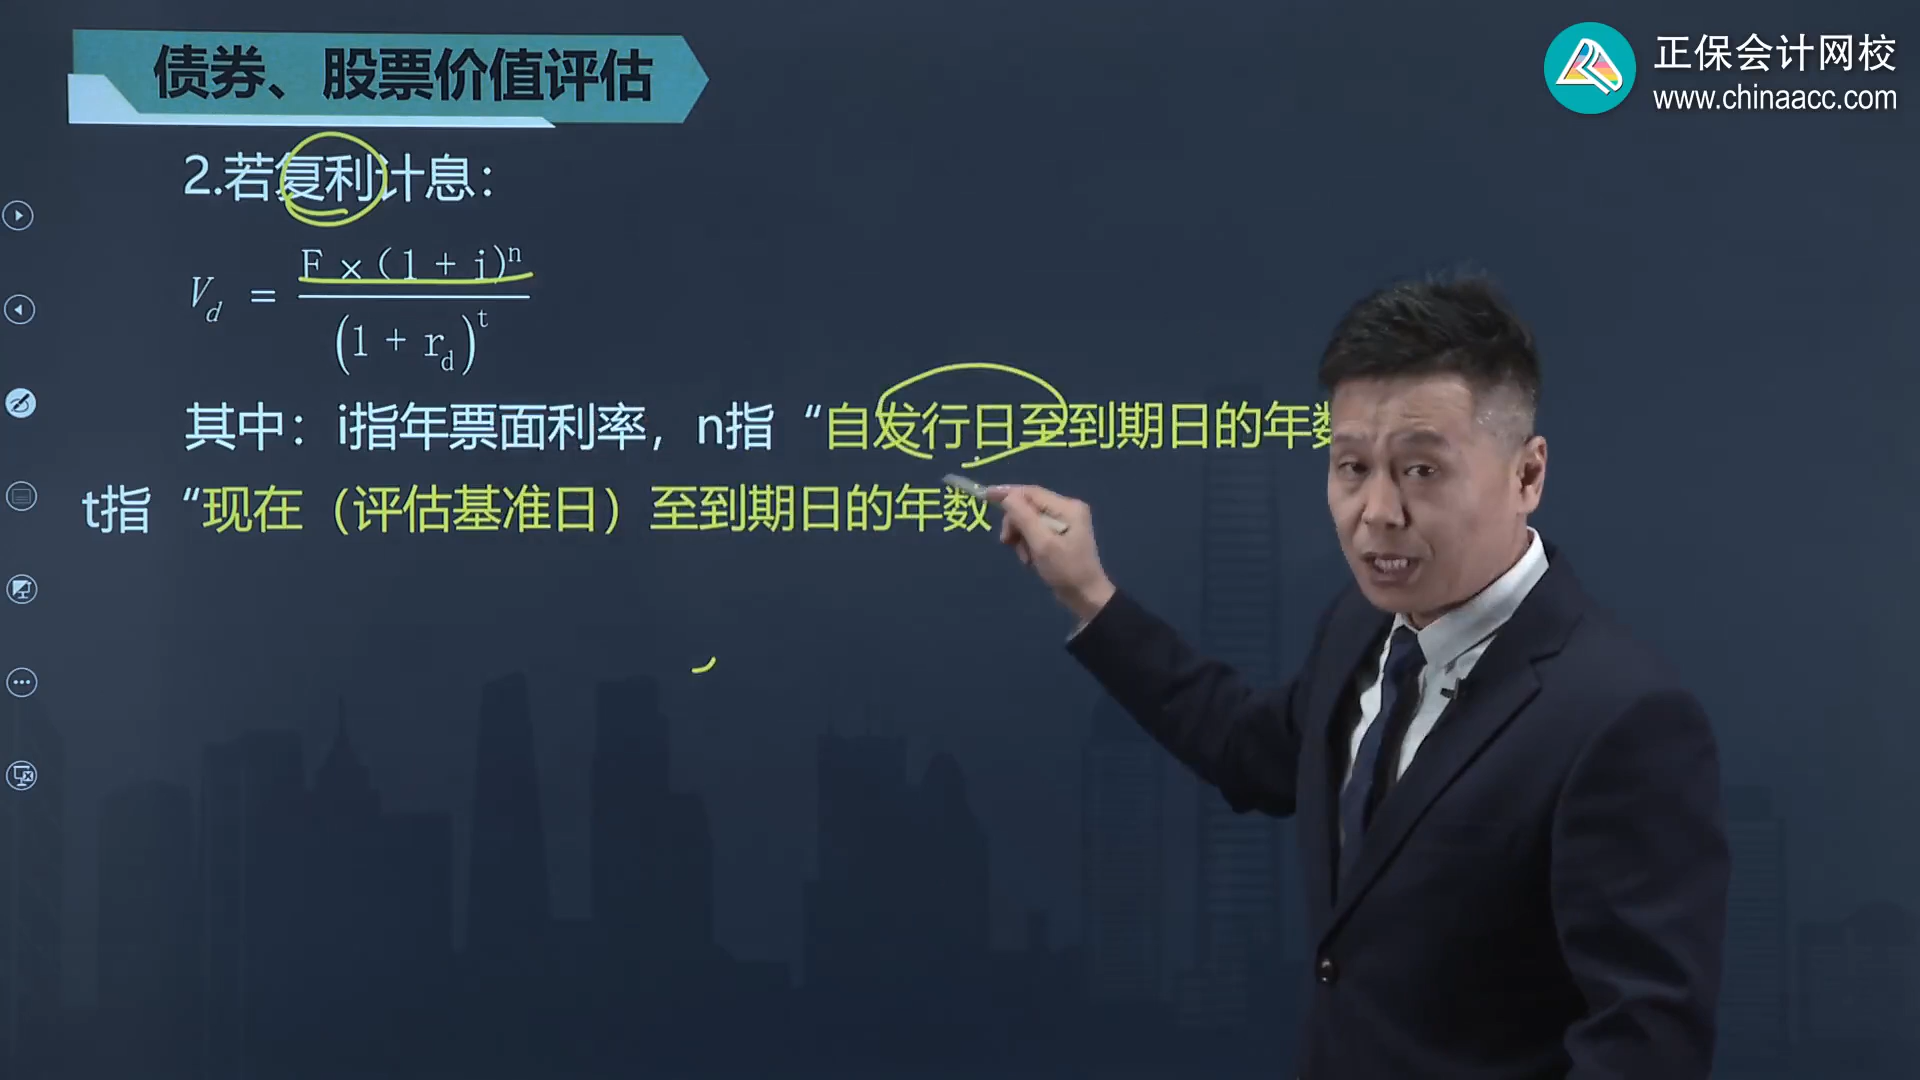 正保会计网校
www.chinaacc.com
债券、股票价值评估
2.若复利计息：
V_d = F×(1+i)^n / (1+r_d)^t
其中：i指年票面利率，n指“自发行日至到期日的年
t指“现在（评估基准日）至到期日的年数